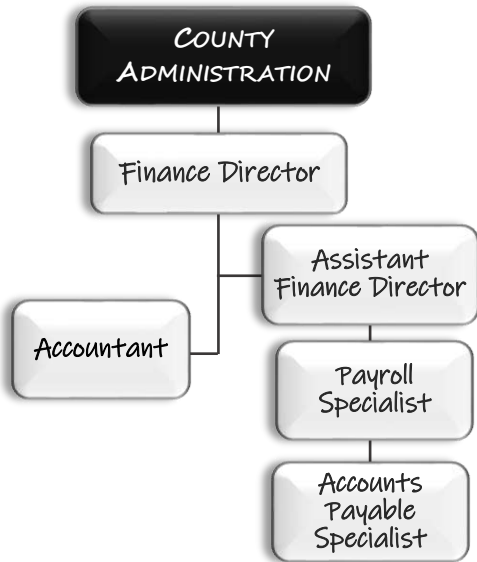 COUNTY
ADMINISTRATION
Finance Director
Assistant
Finance Director
Accountant
Payroll
Specialist
Accounts
Payable
Specialist